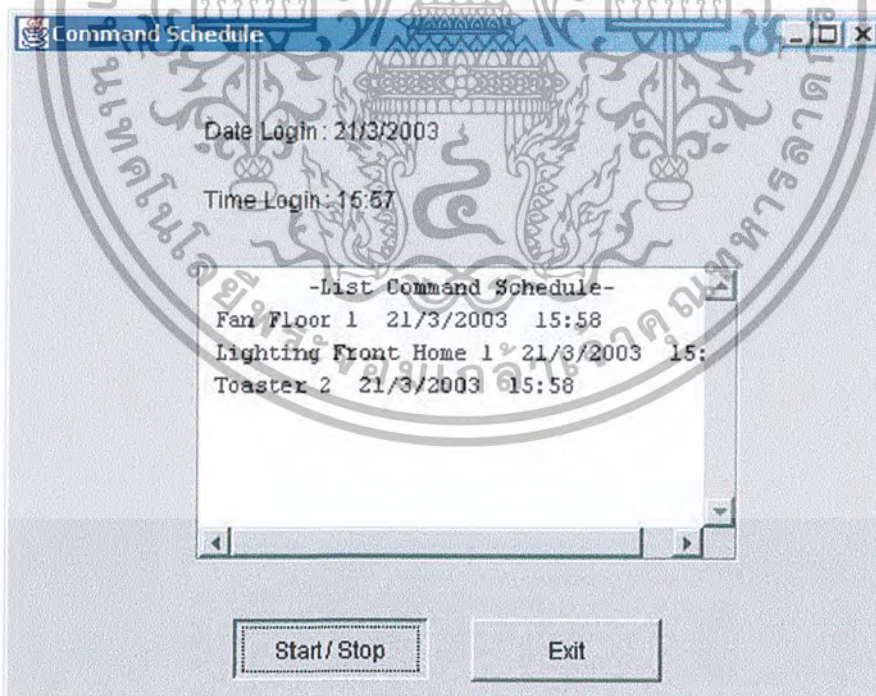 Command Schedule
Date Login : 21/3/2003
Time Login : 15:57
-List Command Schedule-
Fan Floor 1 21/3/2003 15:58
Lighting Front Home 1 21/3/2003 15:
Toaster 2 21/3/2003 15:58
Start / Stop
Exit